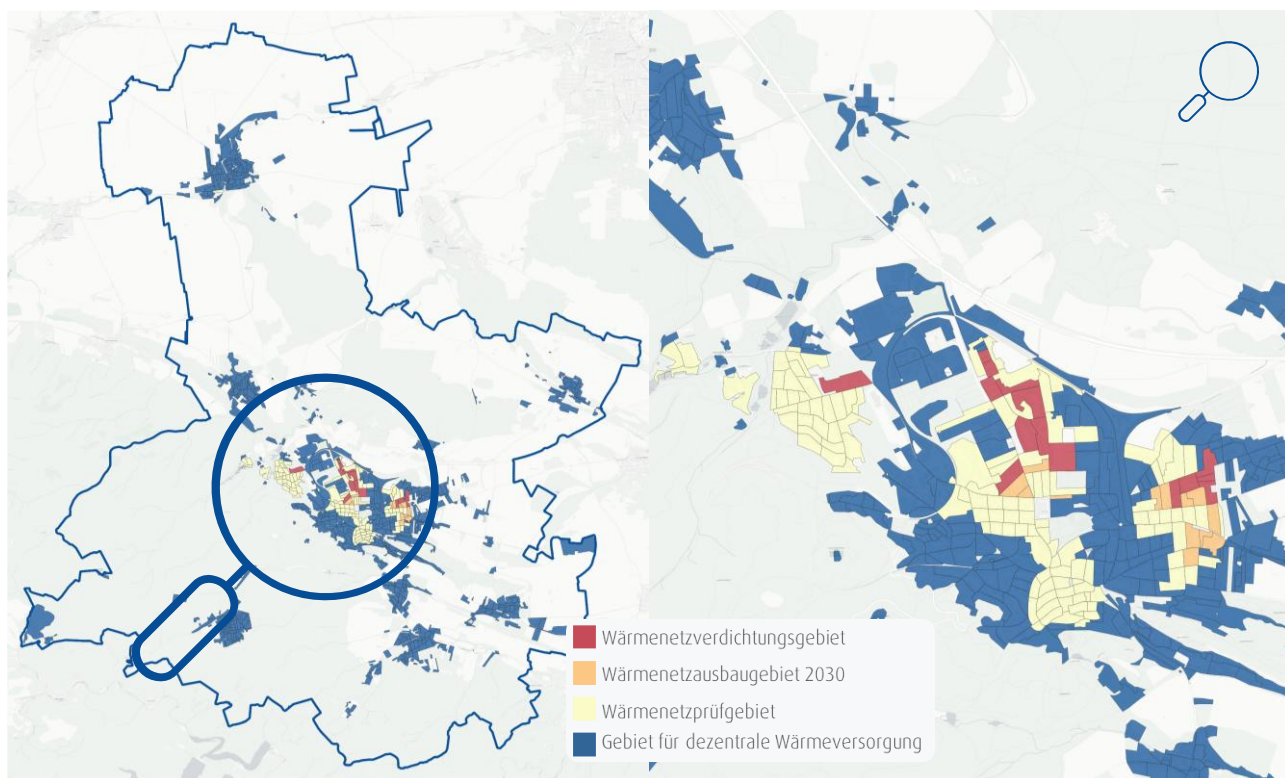 Wärmenetzverdichtungsgebiet
Wärmenetzausbaugebiet 2030
Wärmenetzprüfgebiet
Gebiet für dezentrale Wärmeversorgung